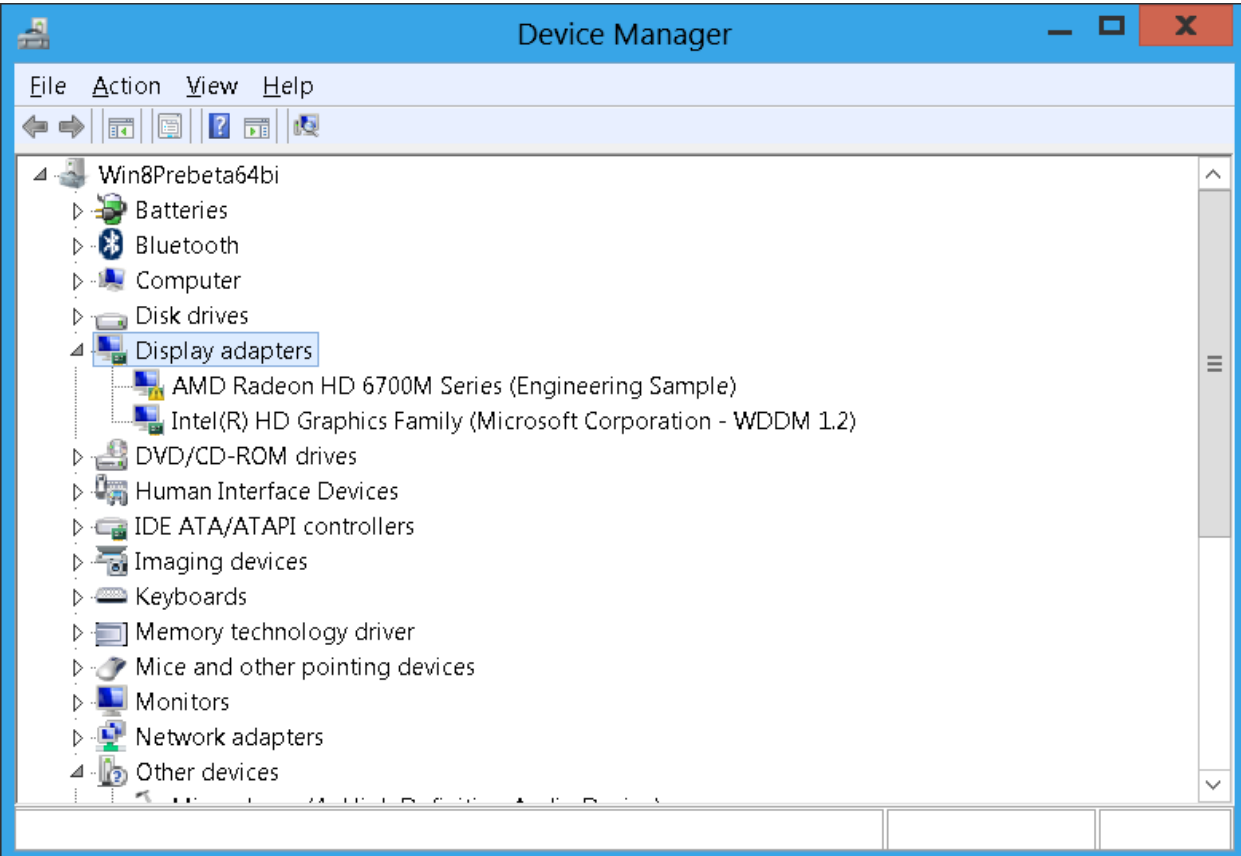 Device Manager
File Action View Help
Win8Prebeta64bi
Batteries
Bluetooth
Computer
Disk drives
Display adapters
AMD Radeon HD 6700M Series (Engineering Sample)
Intel(R) HD Graphics Family (Microsoft Corporation - WDDM 1.2)
DVD/CD-ROM drives
Human Interface Devices
IDE ATA/ATAPI controllers
Imaging devices
Keyboards
Memory technology driver
Mice and other pointing devices
Monitors
Network adapters
Other devices